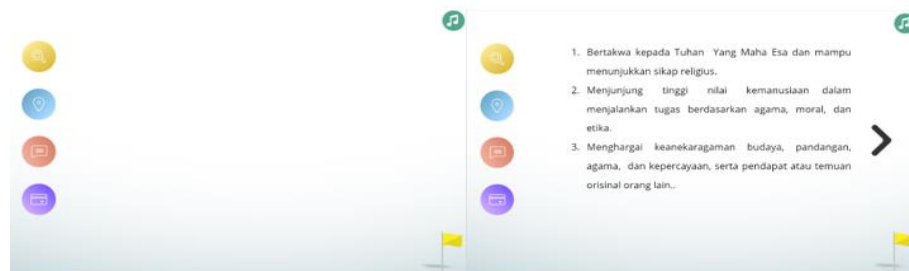 1. Bertakwa kepada Tuhan Yang Maha Esa dan mampu
menunjukkan sikap religius.
2. Menjunjung tinggi nilai kemanusiaan dalam
menjalankan tugas berdasarkan agama, moral, dan
etika.
3. Menghargai keanekaragaman budaya, pandangan,
agama, dan kepercayaan, serta pendapat atau temuan
orisinal orang lain..